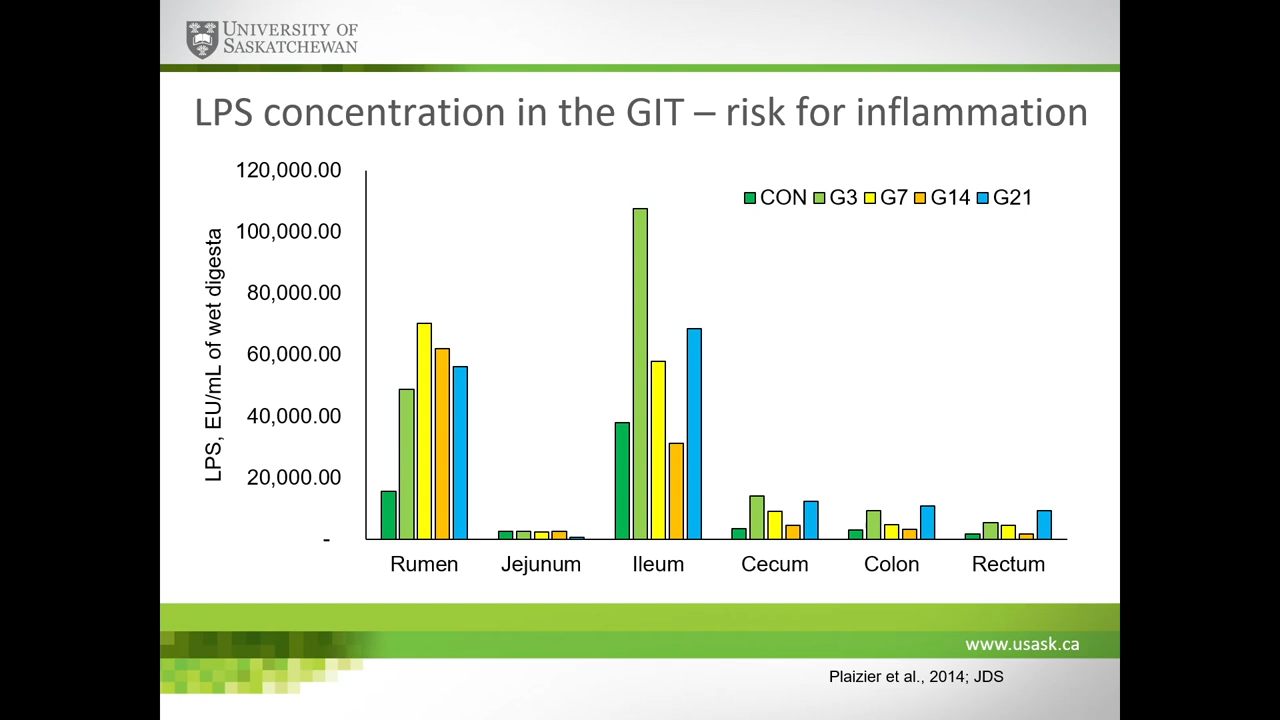 UNIVERSITY OF
SASKATCHEWAN
LPS concentration in the GIT – risk for inflammation
LPS, EU/mL of wet digesta
120,000.00
100,000.00
80,000.00
60,000.00
40,000.00
20,000.00
-
CON G3 G7 G14 G21
Rumen Jejunum Ileum Cecum Colon Rectum
www.usask.ca
Plaizier et al., 2014; JDS